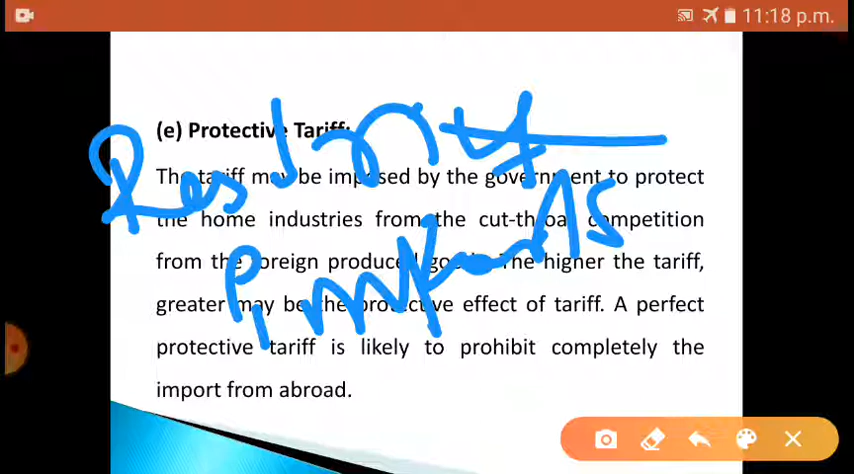 11:18 p.m.
(e) Protective Tariff:
The tariff may be imposed by the government to protect
the home industries from the cut-throat competition
from the foreign produced goods. The higher the tariff,
greater may be the protective effect of tariff. A perfect
protective tariff is likely to prohibit completely the
import from abroad.
imports